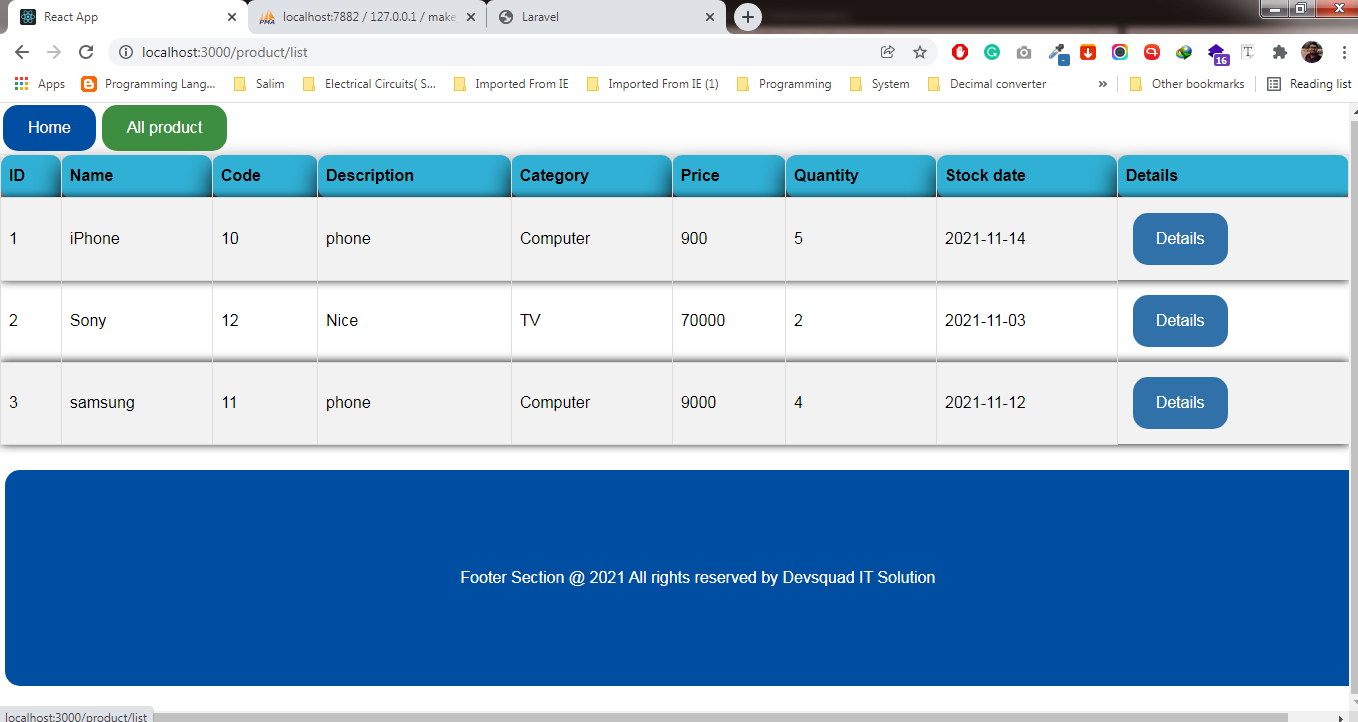 React App
localhost:7882 / 127.0.0.1 / make
Laravel
localhost:3000/product/list
16
Apps
Programming Lang...
Salim
Electrical Circuits( S...
Imported From IE
Imported From IE (1)
Programming
System
Decimal converter
»
Other bookmarks
Reading list
Home
All product
ID Name Code Description Category Price Quantity Stock date Details
1 iPhone 10 phone Computer 900 5 2021-11-14 Details
2 Sony 12 Nice TV 70000 2 2021-11-03 Details
3 samsung 11 phone Computer 9000 4 2021-11-12 Details
Footer Section @ 2021 All rights reserved by Devsquad IT Solution
localhost:3000/product/list